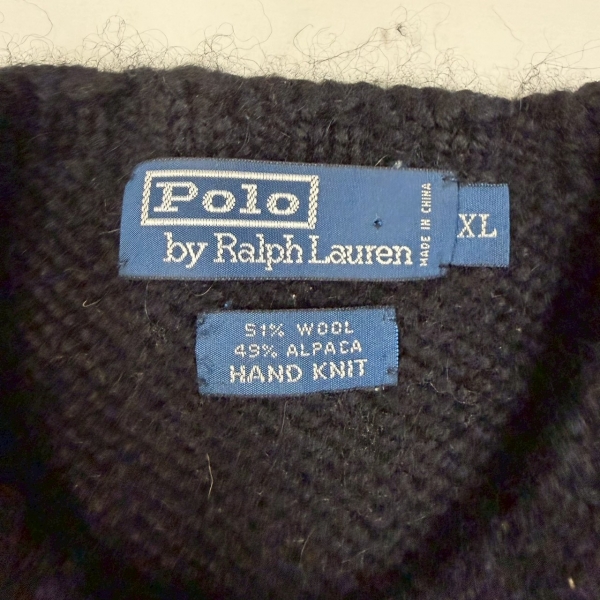 Polo
by Ralph Lauren
MADE IN CHINA
XL
51% WOOL
49% ALPACA
HAND KNIT